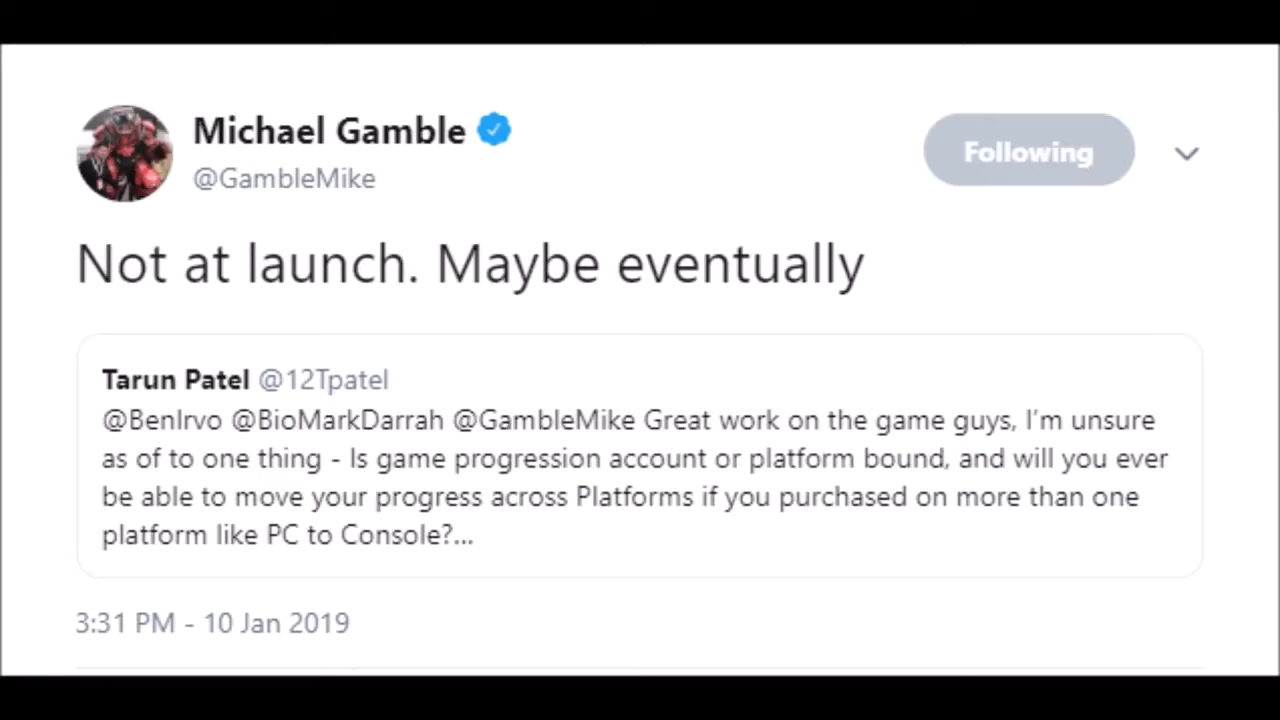 Michael Gamble
@GambleMike
Following
Not at launch. Maybe eventually
Tarun Patel @12Tpatel
@BenIrvo @BioMarkDarrah @GambleMike Great work on the game guys, I'm unsure
as of to one thing - Is game progression account or platform bound, and will you ever
be able to move your progress across Platforms if you purchased on more than one
platform like PC to Console?...
3:31 PM - 10 Jan 2019